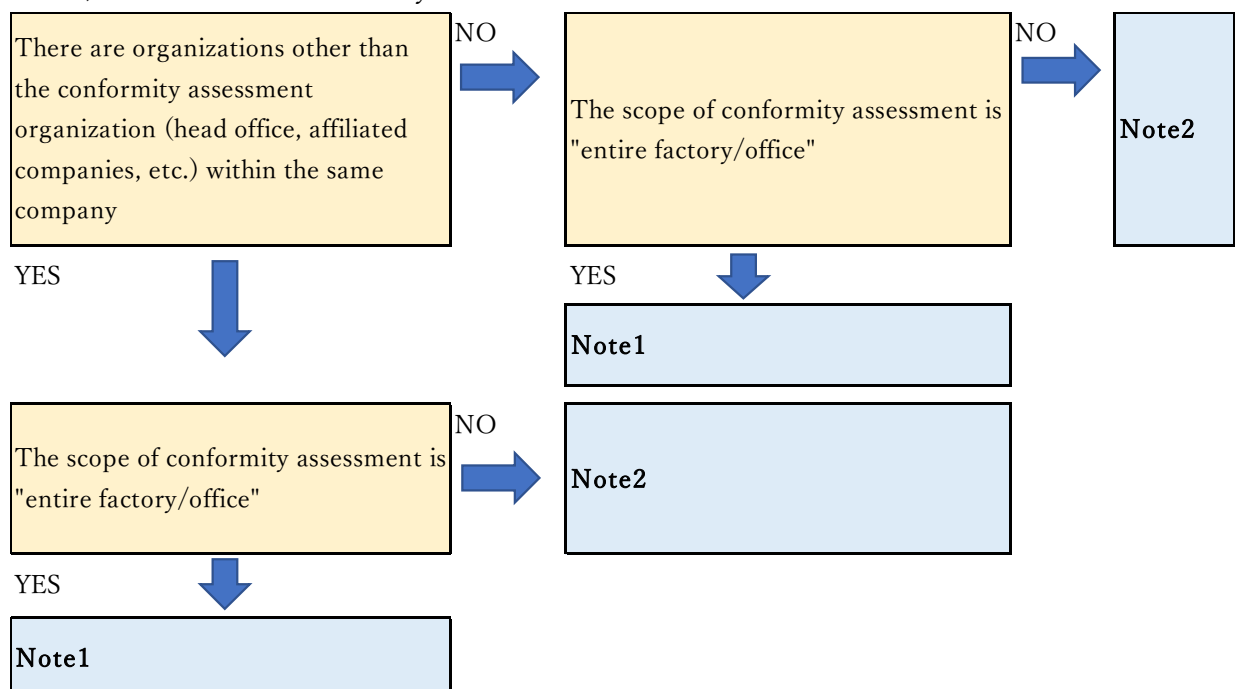 There are organizations other than
the conformity assessment
organization (head office, affiliated
companies, etc.) within the same
company
NO
The scope of conformity assessment is
"entire factory/office"
NO
Note2
YES
YES
Note1
The scope of conformity assessment is
"entire factory/office"
NO
Note2
YES
Note1